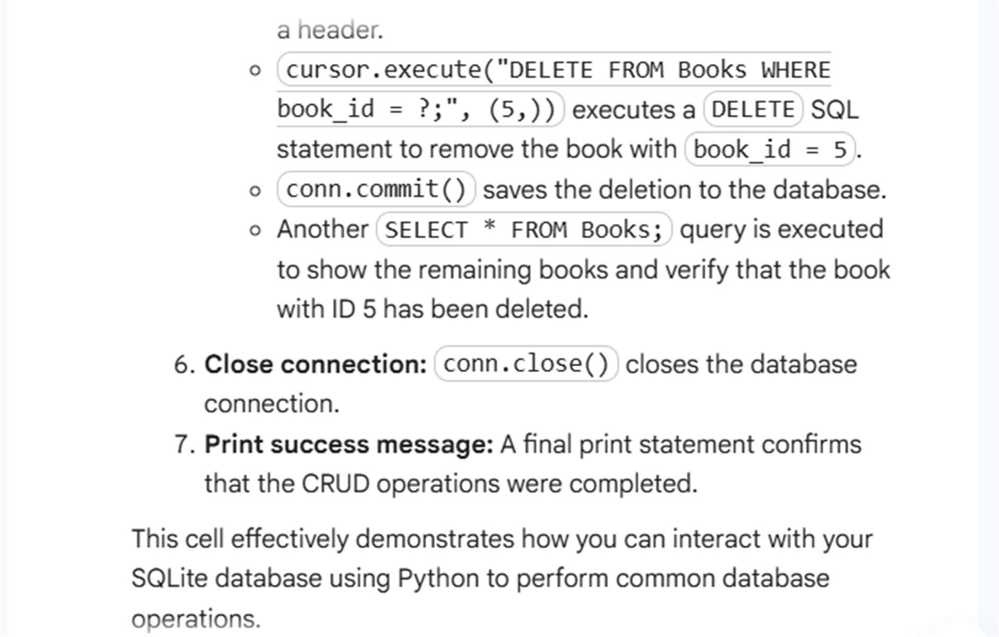 a header.
cursor.execute("DELETE FROM Books WHERE
book_id = ?;", (5,)) executes a DELETE SQL
statement to remove the book with book_id = 5.
conn.commit() saves the deletion to the database.
Another SELECT * FROM Books; query is executed
to show the remaining books and verify that the book
with ID 5 has been deleted.
6. Close connection: conn.close() closes the database
connection.
7. Print success message: A final print statement confirms
that the CRUD operations were completed.
This cell effectively demonstrates how you can interact with your
SQLite database using Python to perform common database
operations.